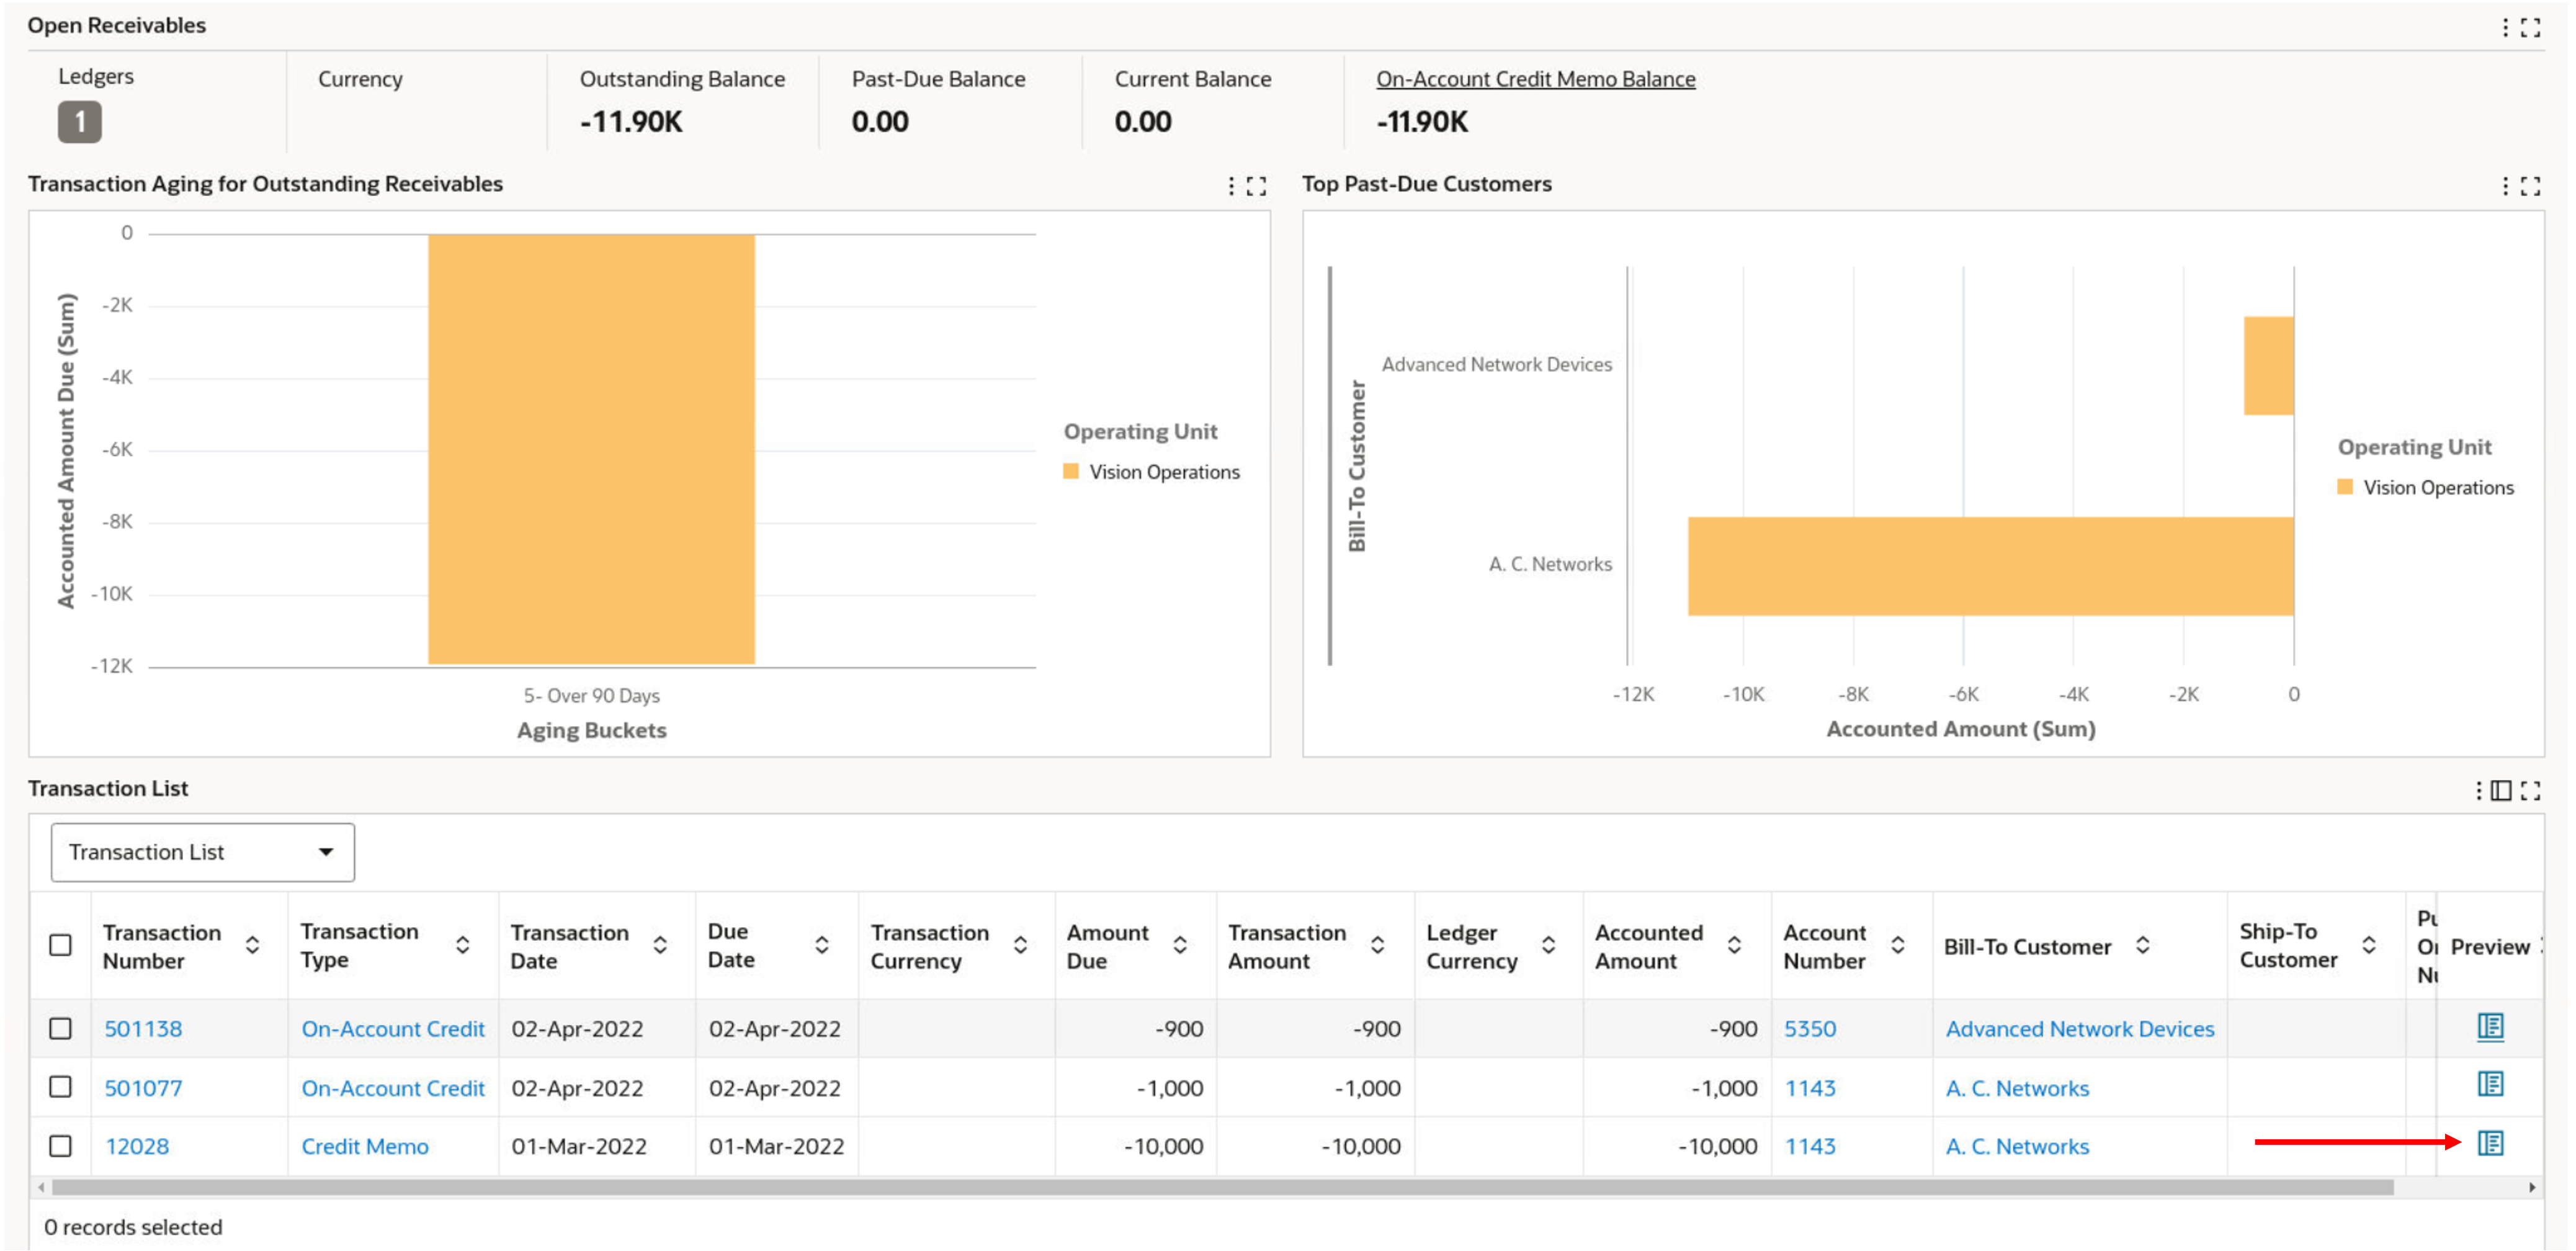 Open Receivables
Ledgers
Currency
Outstanding Balance
Past-Due Balance
Current Balance
On-Account Credit Memo Balance
1
-11.90K
0.00
0.00
-11.90K
Transaction Aging for Outstanding Receivables
0
-2K
-4K
-6K
-8K
-10K
-12K
Accounted Amount Due (Sum)
5- Over 90 Days
Aging Buckets
Operating Unit
Vision Operations
Top Past-Due Customers
Bill-To Customer
Advanced Network Devices
A. C. Networks
-12K -10K -8K -6K -4K -2K 0
Accounted Amount (Sum)
Operating Unit
Vision Operations
Transaction List
Transaction List
Transaction Number Transaction Type Transaction Date Due Date Transaction Currency Amount Due Transaction Amount Ledger Currency Accounted Amount Account Number Bill-To Customer Ship-To Customer Preview
501138 On-Account Credit 02-Apr-2022 02-Apr-2022 -900 -900 -900 5350 Advanced Network Devices
501077 On-Account Credit 02-Apr-2022 02-Apr-2022 -1,000 -1,000 -1,000 1143 A. C. Networks
12028 Credit Memo 01-Mar-2022 01-Mar-2022 -10,000 -10,000 -10,000 1143 A. C. Networks
0 records selected